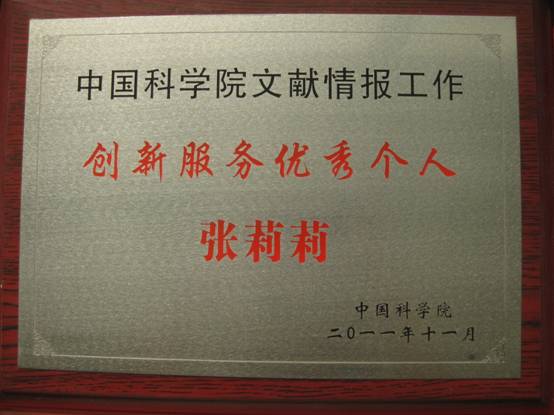 中国科学院文献情报工作
创新服务优秀个人
张莉莉
中国科学院
二〇一一年十一月